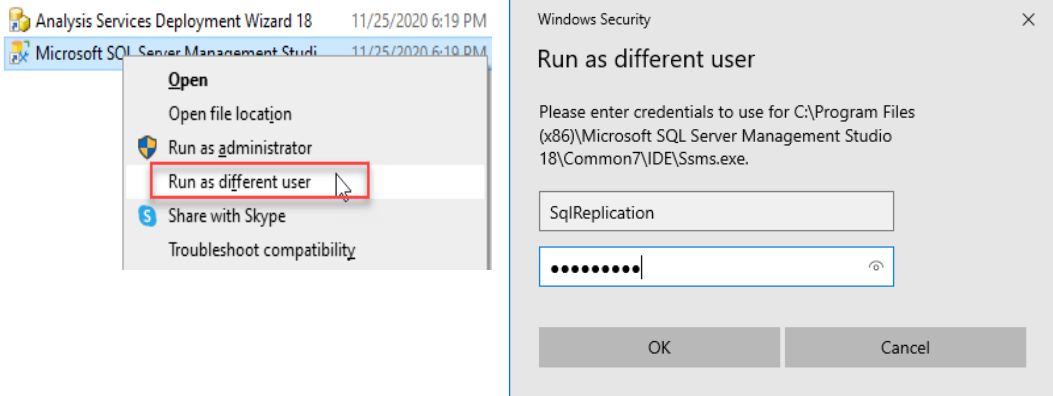 Analysis Services Deployment Wizard 18 11/25/2020 6:19 PM
Microsoft SQL Server Management Studi 11/25/2020 6:19 PM
Open
Open file location
Run as administrator
Run as different user
Share with Skype
Troubleshoot compatibility
Windows Security
Run as different user
Please enter credentials to use for C:\Program Files
(x86)\Microsoft SQL Server Management Studio
18\Common7\IDE\Ssms.exe.
SqlReplication
●●●●●●●●●
OK Cancel